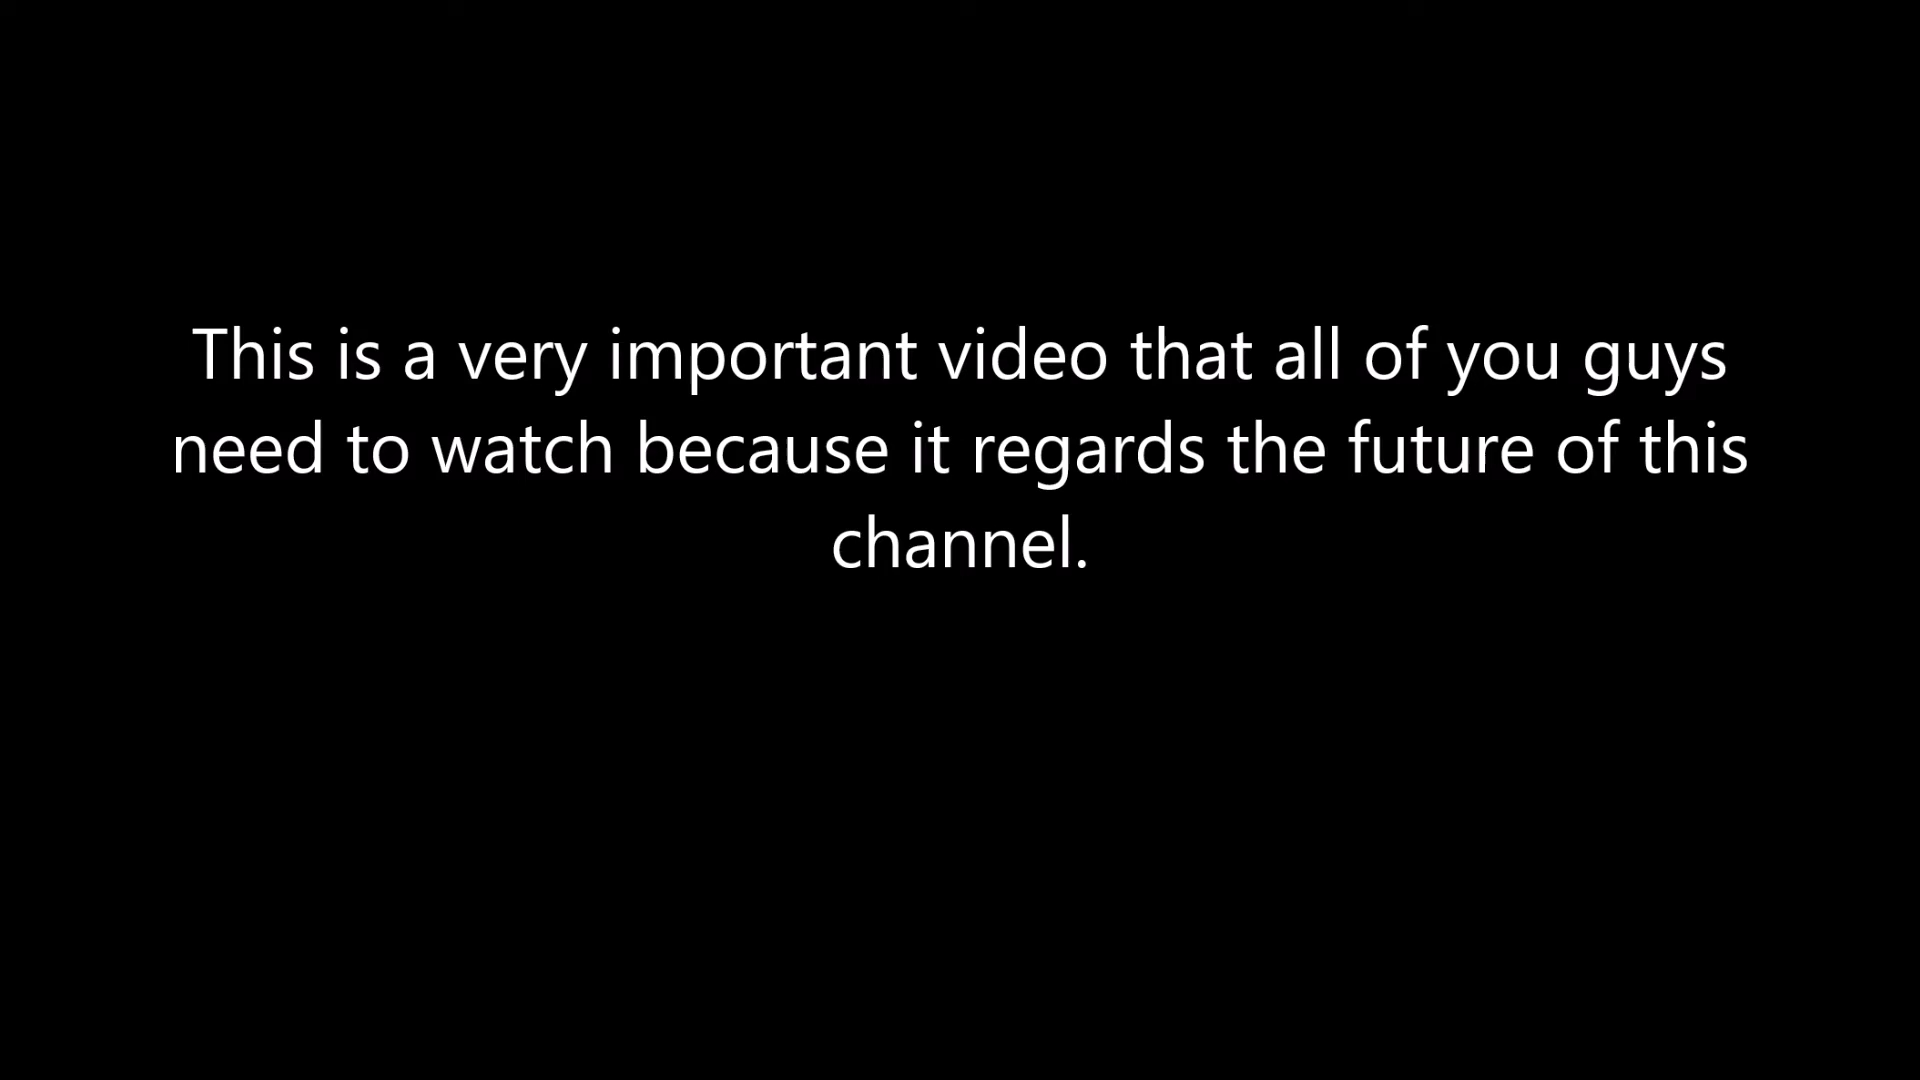 This is a very important video that all of you guys
need to watch because it regards the future of this
channel.